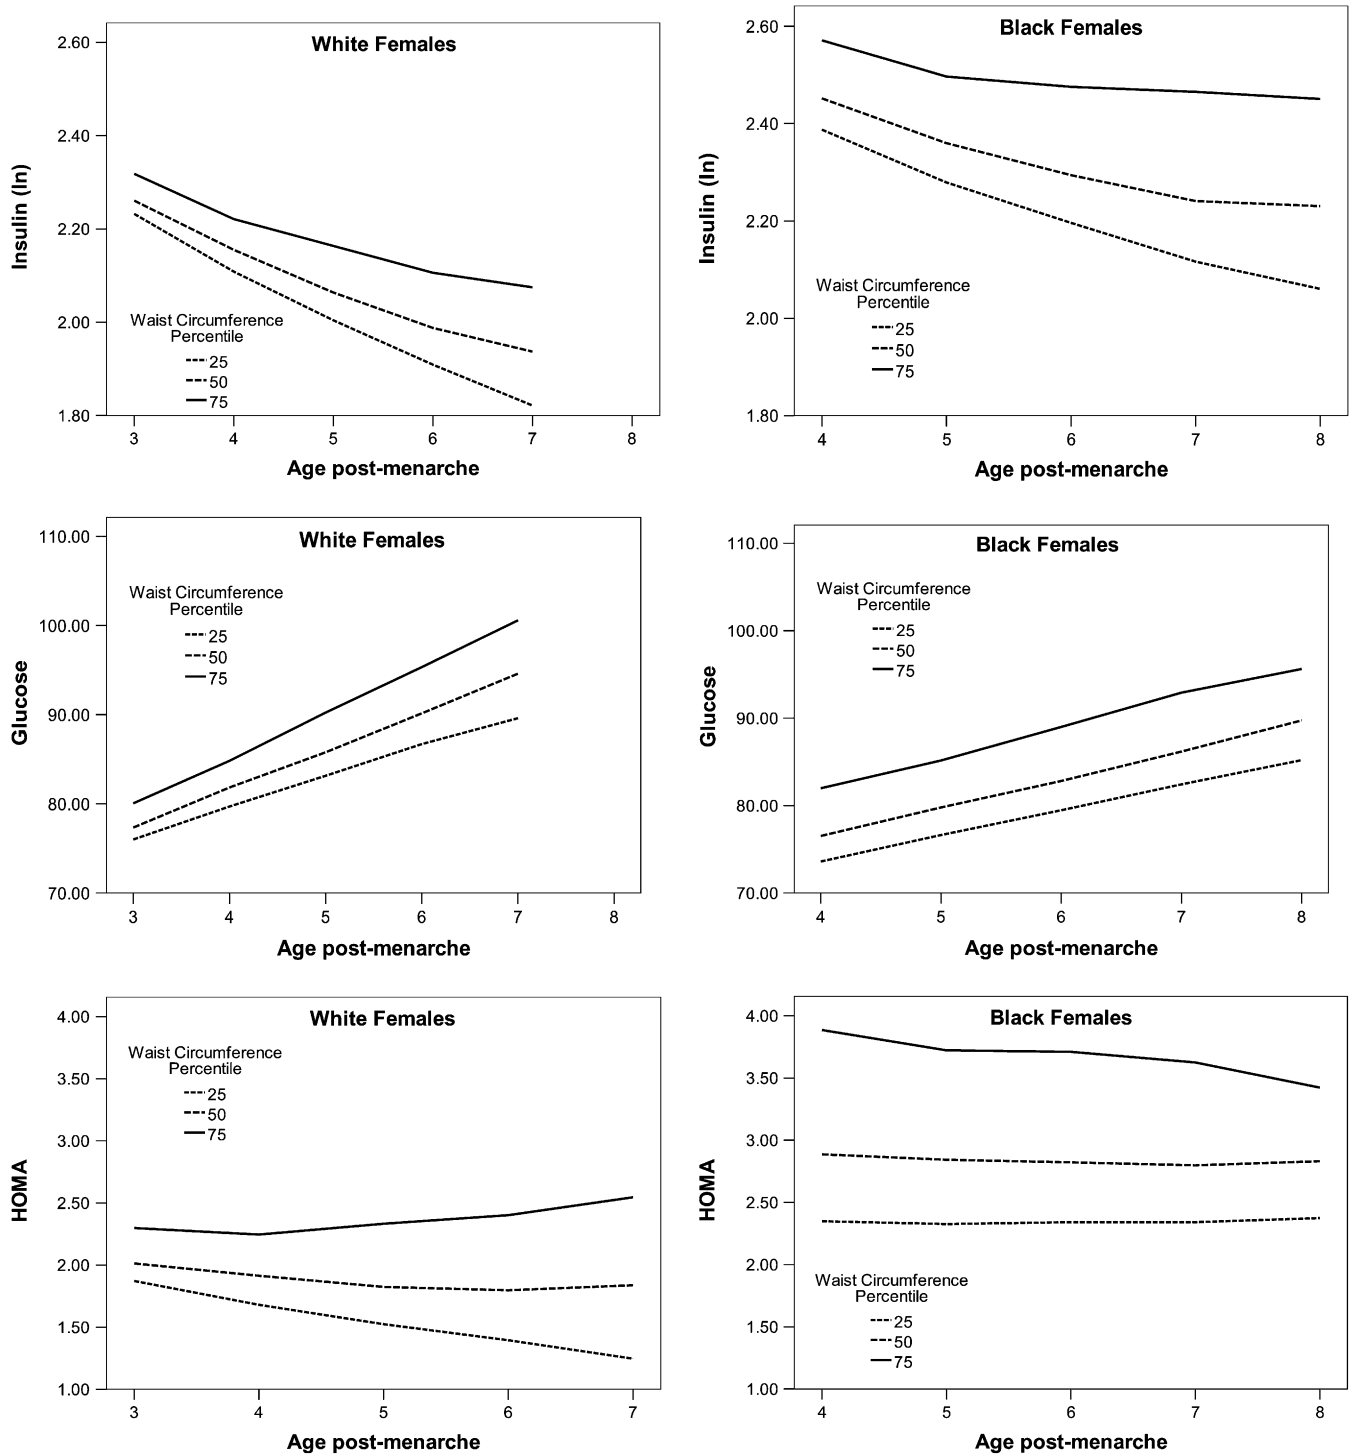 White Females
2.60
2.40
2.20
2.00
1.80
Insulin (ln)
Waist Circumference
Percentile
25
50
75
3 4 5 6 7 8
Age post-menarche
Black Females
2.60
2.40
2.20
2.00
1.80
Insulin (ln)
Waist Circumference
Percentile
25
50
75
4 5 6 7 8
Age post-menarche
White Females
110.00
100.00
90.00
80.00
70.00
Glucose
Waist Circumference
Percentile
25
50
75
3 4 5 6 7 8
Age post-menarche
Black Females
110.00
100.00
90.00
80.00
70.00
Glucose
Waist Circumference
Percentile
25
50
75
4 5 6 7 8
Age post-menarche
White Females
4.00
3.50
3.00
2.50
2.00
1.50
1.00
HOMA
Waist Circumference
Percentile
25
50
75
3 4 5 6 7
Age post-menarche
Black Females
4.00
3.50
3.00
2.50
2.00
1.50
1.00
HOMA
Waist Circumference
Percentile
25
50
75
4 5 6 7 8
Age post-menarche